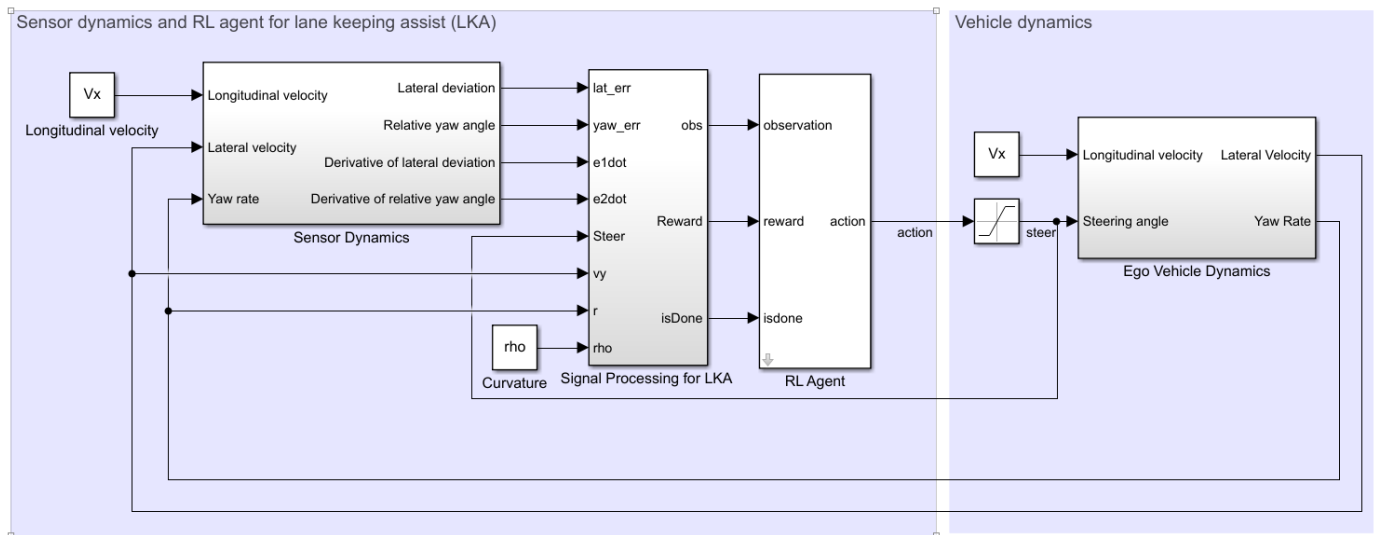 Sensor dynamics and RL agent for lane keeping assist (LKA)
Vx
Longitudinal velocity
Longitudinal velocity
Lateral velocity
Yaw rate
Lateral deviation
Relative yaw angle
Derivative of lateral deviation
Derivative of relative yaw angle
Sensor Dynamics
rho
Curvature
lat_err
yaw_err
e1dot
e2dot
Steer
vy
r
rho
obs
Reward
isDone
Signal Processing for LKA
observation
reward
isdone
action
RL Agent
action
Vehicle dynamics
Vx
steer
Longitudinal velocity
Steering angle
Lateral Velocity
Yaw Rate
Ego Vehicle Dynamics